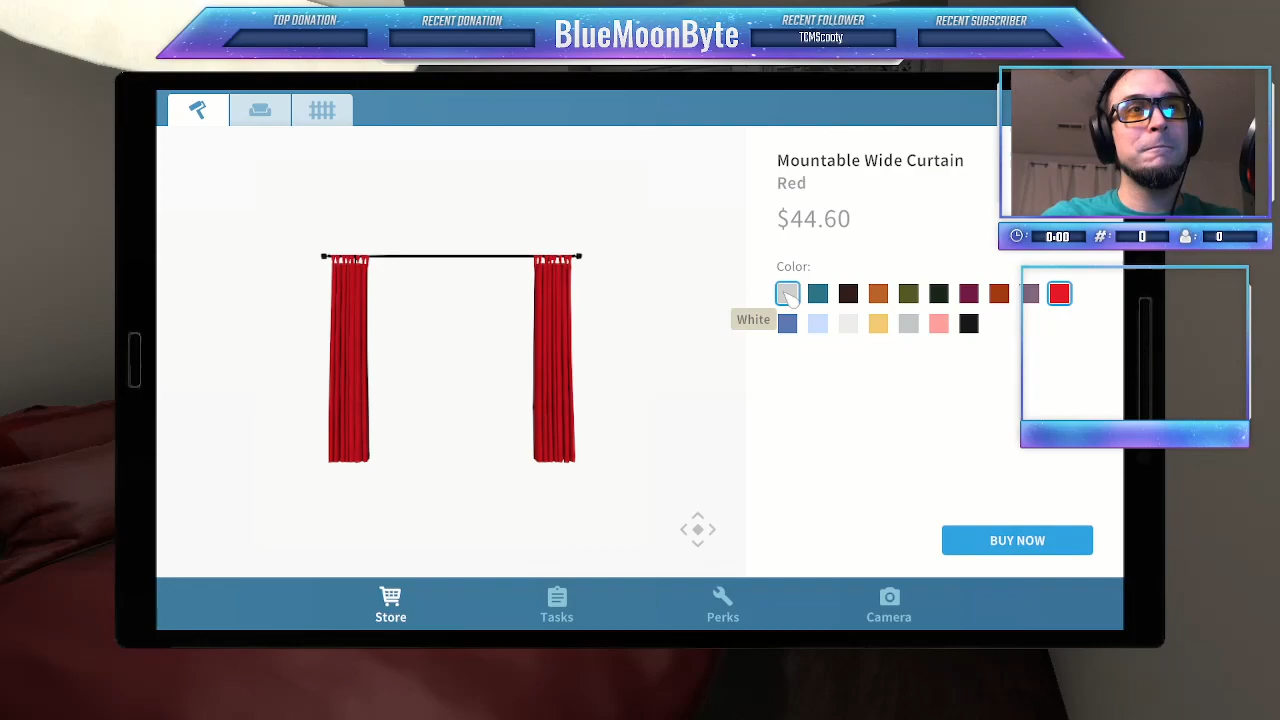 TOP DONATION
RECENT DONATION
BlueMoonByte
RECENT FOLLOWER
TCMScooty
RECENT SUBSCRIBER
Mountable Wide Curtain
Red
$44.60
Color:
White
BUY NOW
0:00
#:
0
0
Store
Tasks
Perks
Camera